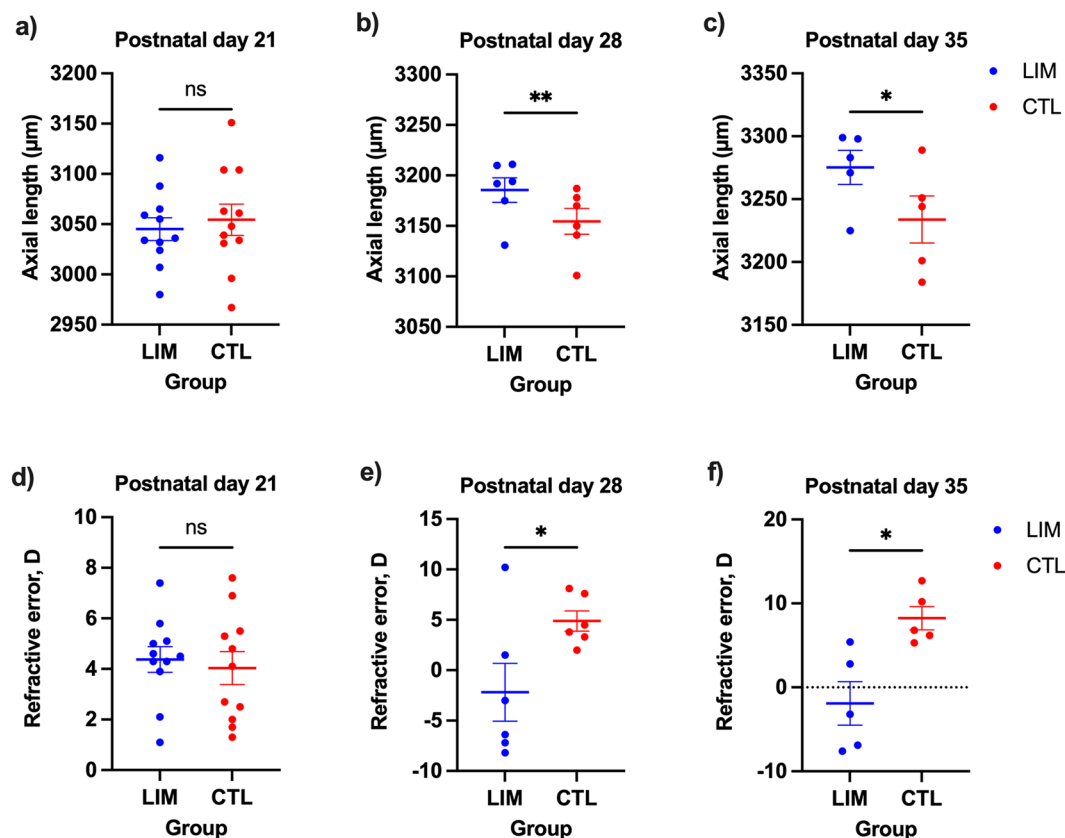 a)
Postnatal day 21
3200
3150
3100
3050
3000
2950
Axial length (µm)
ns
LIM CTL
Group
b)
Postnatal day 28
3300
3250
3200
3150
3100
3050
Axial length (µm)
**
LIM CTL
Group
c)
Postnatal day 35
3350
3300
3250
3200
3150
Axial length (µm)
*
LIM CTL
Group
LIM
CTL
d)
Postnatal day 21
10
8
6
4
2
0
Refractive error, D
ns
LIM CTL
Group
e)
Postnatal day 28
15
10
5
0
-5
-10
Refractive error, D
*
LIM CTL
Group
f)
Postnatal day 35
20
10
0
-10
Refractive error, D
*
LIM CTL
Group
LIM
CTL